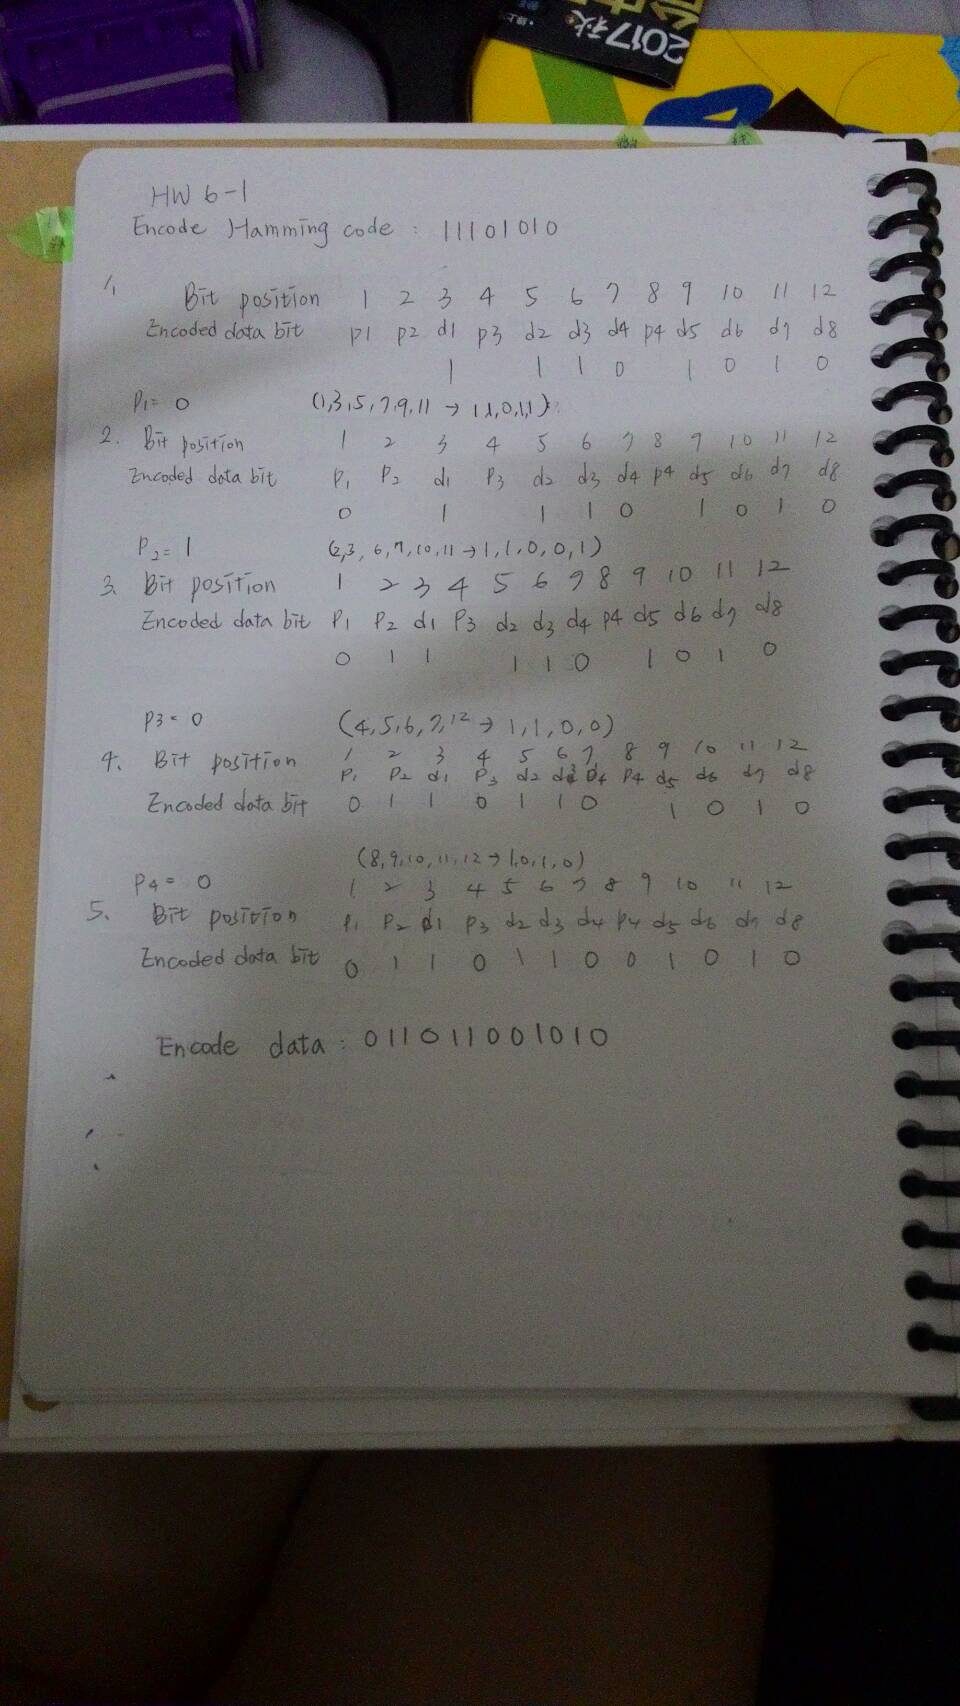 2017秋
HW 6-1
Encode Hamming code : 11101010
1. Bit position 1 2 3 4 5 6 7 8 9 10 11 12
Encoded data bit p1 p2 d1 p3 d2 d3 d4 p4 d5 d6 d7 d8
1 1 1 0 1 0 1 0
P1= 0 (1,3,5,7,9,11 → 1,1,0,1,1)
2. Bit position 1 2 3 4 5 6 7 8 9 10 11 12
Encoded data bit P1 P2 d1 P3 d2 d3 d4 p4 d5 d6 d7 d8
0 1 1 1 0 1 0 1 0
P2= 1 (2,3,6,7,10,11 → 1,1,0,0,1)
3. Bit position 1 2 3 4 5 6 7 8 9 10 11 12
Encoded data bit P1 P2 d1 P3 d2 d3 d4 p4 d5 d6 d7 d8
0 1 1 1 1 0 1 0 1 0
P3= 0 (4,5,6,7,12 → 1,1,0,0)
4. Bit position 1 2 3 4 5 6 7 8 9 10 11 12
P1 P2 d1 P3 d2 d3 d4 P4 d5 d6 d7 d8
Encoded data bit 0 1 1 0 1 1 0 1 0 1 0
(8,9,10,11,12 → 1,0,1,0)
P4= 0 1 2 3 4 5 6 7 8 9 10 11 12
5. Bit position P1 P2 d1 P3 d2 d3 d4 P4 d5 d6 d7 d8
Encoded data bit 0 1 1 0 1 1 0 0 1 0 1 0
Encode data : 011011001010